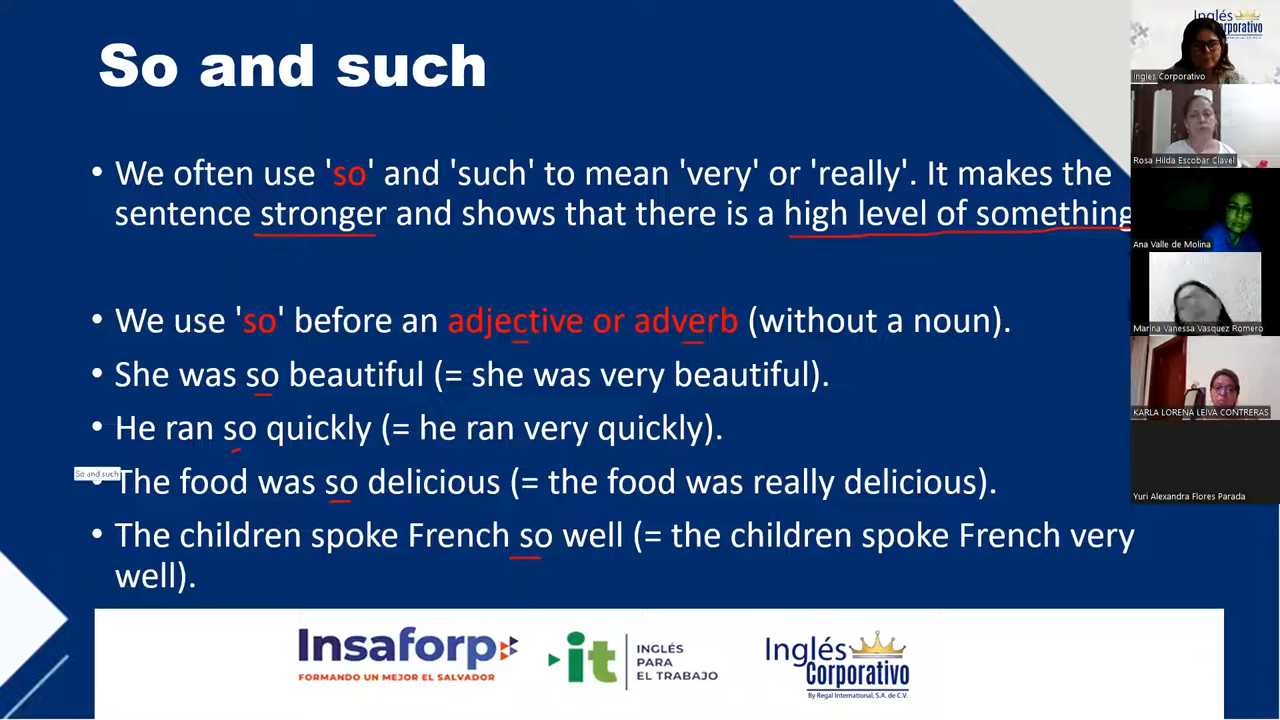 So and such
• We often use 'so' and 'such' to mean 'very' or 'really'. It makes the
sentence stronger and shows that there is a high level of something
• We use 'so' before an adjective or adverb (without a noun).
• She was so beautiful (= she was very beautiful).
• He ran so quickly (= he ran very quickly).
So and such
• The food was so delicious (= the food was really delicious).
• The children spoke French so well (= the children spoke French very
well).
Insaforp
FORMANDO UN MEJOR EL SALVADOR
it
INGLÉS
PARA
EL TRABAJO
Inglés
Corporativo
By Regal International, S.A. de C.V.
Inglés
Corporativo
Ingles Corporativo
Rosa Hilda Escobar Clavel
Ana Valle de Molina
Marina Vanessa Vasquez Romero
KARLA LORENA LEIVA CONTRERAS
Yuri Alexandra Flores Parada